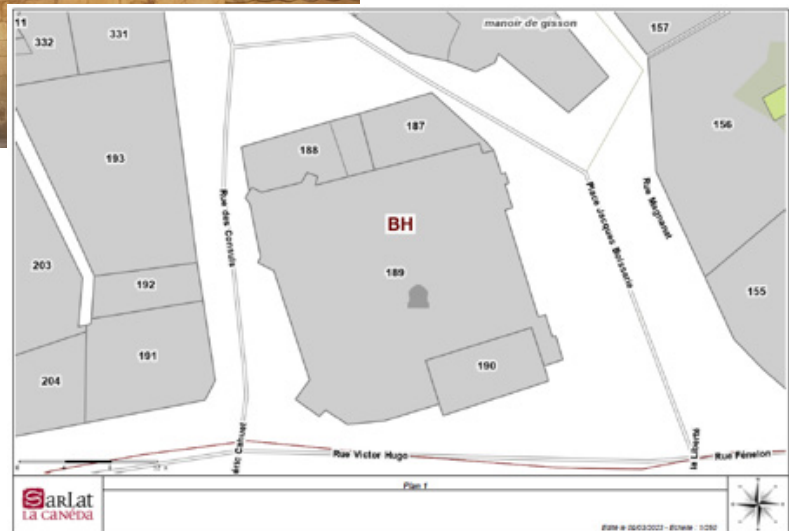 11
332
331
manoir de gisson
157
156
193
188
187
Rue des Consuls
BH
Place Jacques Boissarie
Rue Magnanat
203
192
189
155
191
190
204
Rue Victor Hugo
la Liberté
Rue Fénelon
Sarlat
LA CANÉDA
Plan 1